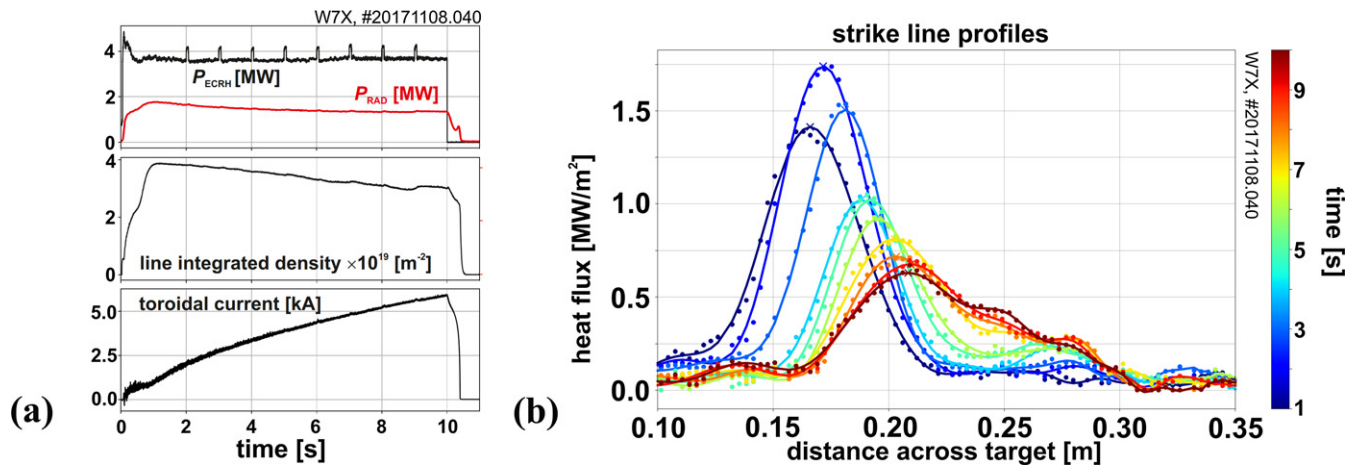 W7X, #20171108.040
4
2
0
P_ECRH [MW]
P_RAD [MW]
4
2
0
line integrated density ×10^19 [m^-2]
toroidal current [kA]
5.0
2.5
0.0
0 2 4 6 8 10
time [s]
(a)
strike line profiles
heat flux [MW/m^2]
1.5
1.0
0.5
0.0
0.10 0.15 0.20 0.25 0.30 0.35
distance across target [m]
W7X, #20171108.040
9
7
5
3
1
time [s]
(b)